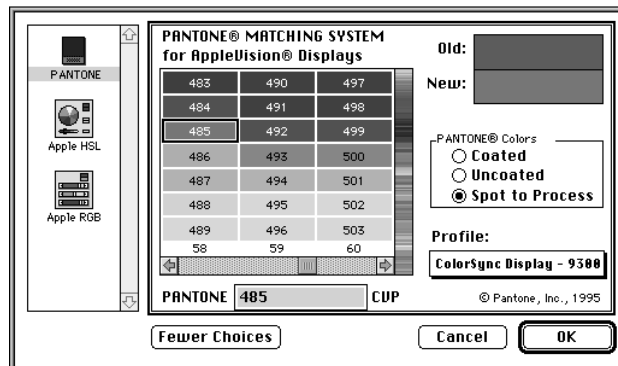 PANTONE
Apple HSL
Apple RGB
PANTONE® MATCHING SYSTEM
for AppleVision® Displays
483 490 497
484 491 498
485 492 499
486 493 500
487 494 501
488 495 502
489 496 503
58 59 60
PANTONE 485 CVP
Old:
New:
PANTONE® Colors
Coated
Uncoated
Spot to Process
Profile:
ColorSync Display - 9300
© Pantone, Inc., 1995
Fewer Choices
Cancel
OK